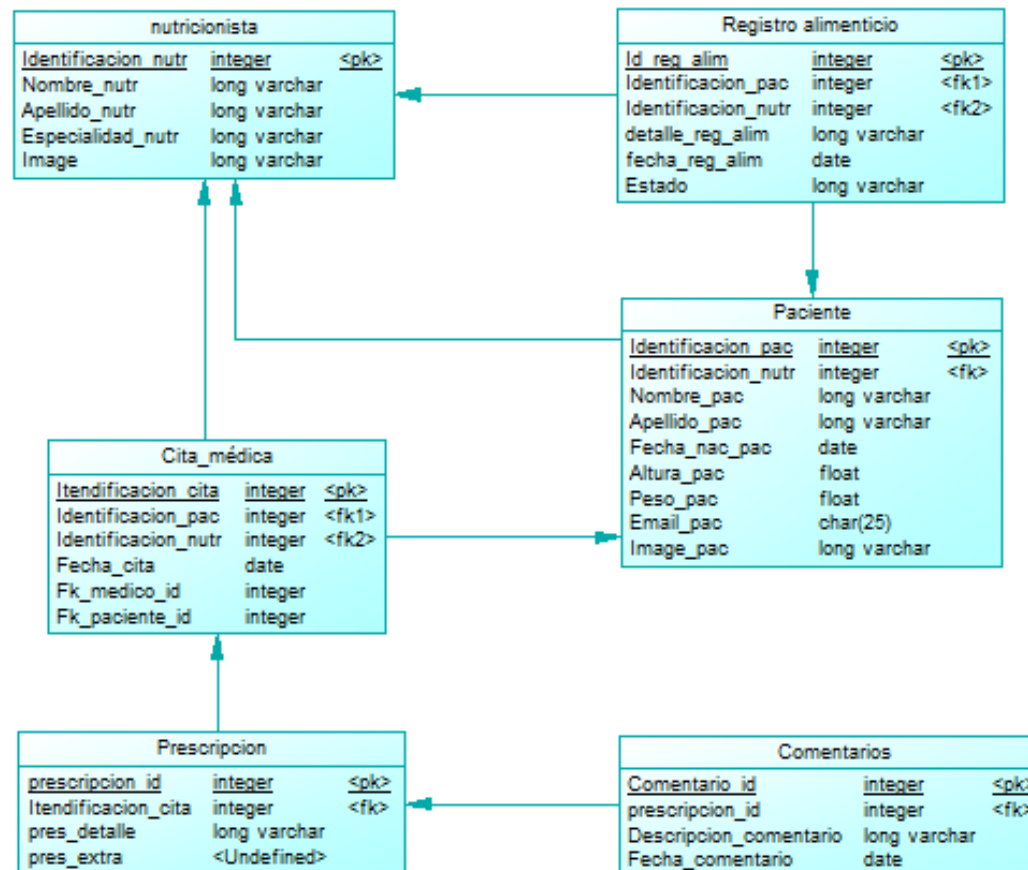 nutricionista
Identificacion_nutr integer <pk>
Nombre_nutr long varchar
Apellido_nutr long varchar
Especialidad_nutr long varchar
Image long varchar
Registro alimenticio
Id_reg_alim integer <pk>
Identificacion_pac integer <fk1>
Identificacion_nutr integer <fk2>
detalle_reg_alim long varchar
fecha_reg_alim date
Estado long varchar
Paciente
Identificacion_pac integer <pk>
Identificacion_nutr integer <fk>
Nombre_pac long varchar
Apellido_pac long varchar
Fecha_nac_pac date
Altura_pac float
Peso_pac float
Email_pac char(25)
Image_pac long varchar
Cita_médica
Itendificacion_cita integer <pk>
Identificacion_pac integer <fk1>
Identificacion_nutr integer <fk2>
Fecha_cita date
Fk_medico_id integer
Fk_paciente_id integer
Prescripcion
prescripcion_id integer <pk>
Itendificacion_cita integer <fk>
pres_detalle long varchar
pres_extra <Undefined>
Comentarios
Comentario_id integer <pk>
prescripcion_id integer <fk>
Descripcion_comentario long varchar
Fecha_comentario date